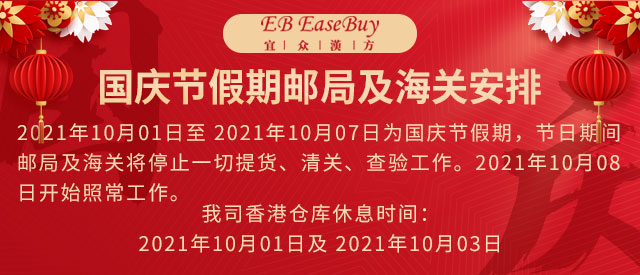 EB EaseBuy
宜|众|漢|方
国庆节假期邮局及海关安排
2021年10月01日至 2021年10月07日为国庆节假期，节日期间
邮局及海关将停止一切提货、清关、查验工作。2021年10月08
日开始照常工作。
我司香港仓库休息时间：
2021年10月01日及 2021年10月03日